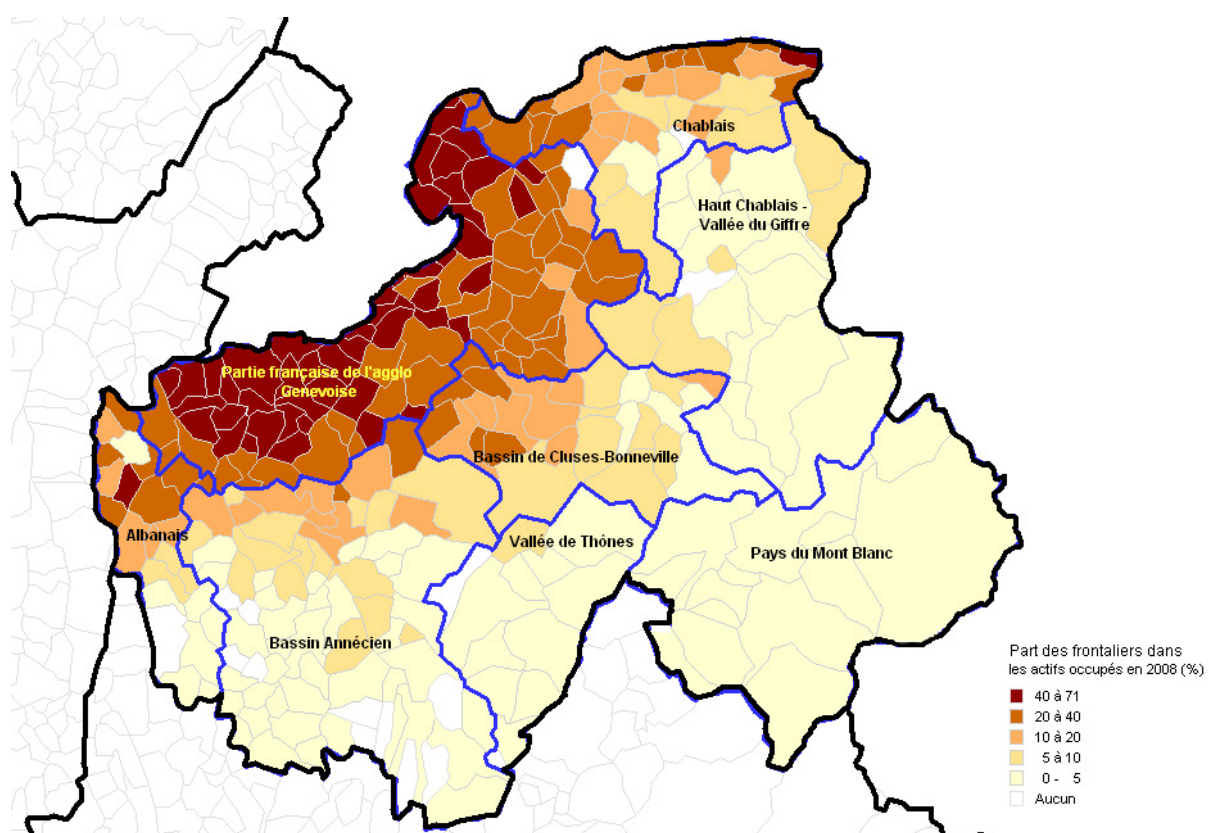 Chablais
Haut Chablais -
Vallée du Giffre
Partie française de l'agglo
Genevoise
Bassin de Cluses-Bonneville
Albanais
Vallée de Thônes
Pays du Mont Blanc
Bassin Annécien
Part des frontaliers dans
les actifs occupés en 2008 (%)
40 à 71
20 à 40
10 à 20
5 à 10
0 - 5
Aucun